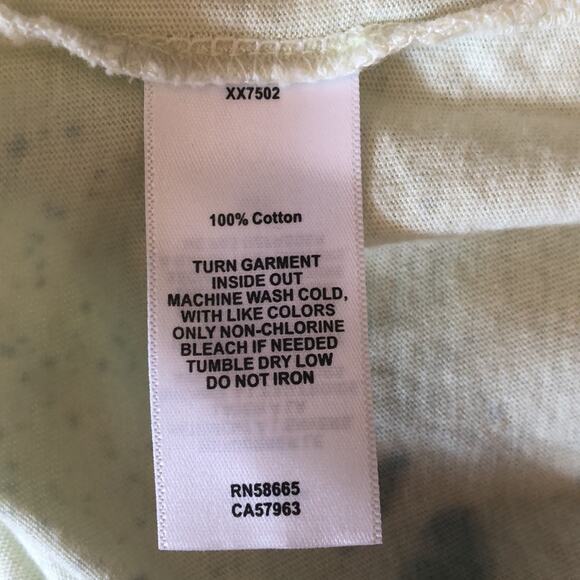 XX7502
100% Cotton
TURN GARMENT
INSIDE OUT
MACHINE WASH COLD,
WITH LIKE COLORS
ONLY NON-CHLORINE
BLEACH IF NEEDED
TUMBLE DRY LOW
DO NOT IRON
RN58665
CA57963